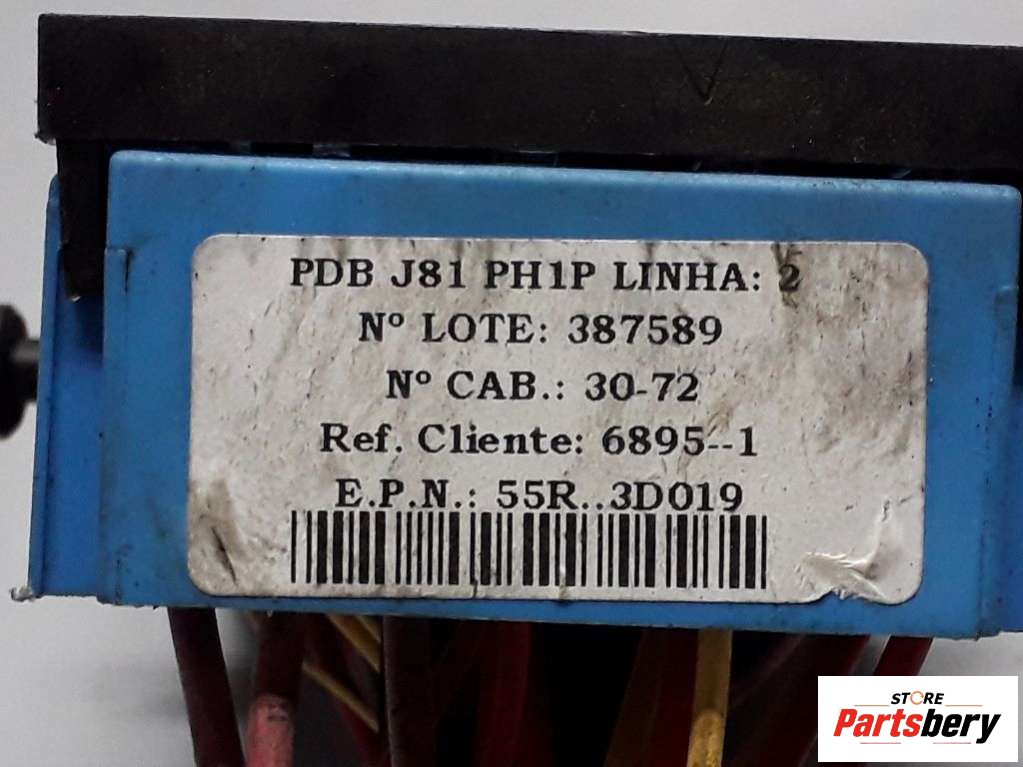 PDB J81 PH1P LINHA: 2
Nº LOTE: 387589
Nº CAB.: 30-72
Ref. Cliente: 6895--1
E.P.N.: 55R..3D019
STORE
Partsbery